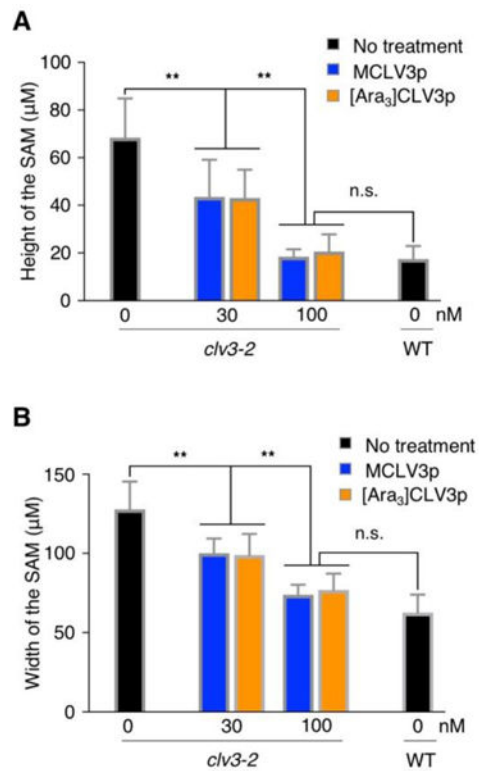 A
No treatment
MCLV3p
[Ara3]CLV3p
Height of the SAM (μM)
100
80
60
40
20
0
**
**
n.s.
0
30
100
0
nM
clv3-2
WT
B
No treatment
MCLV3p
[Ara3]CLV3p
Width of the SAM (μM)
150
100
50
0
**
**
n.s.
0
30
100
0
nM
clv3-2
WT